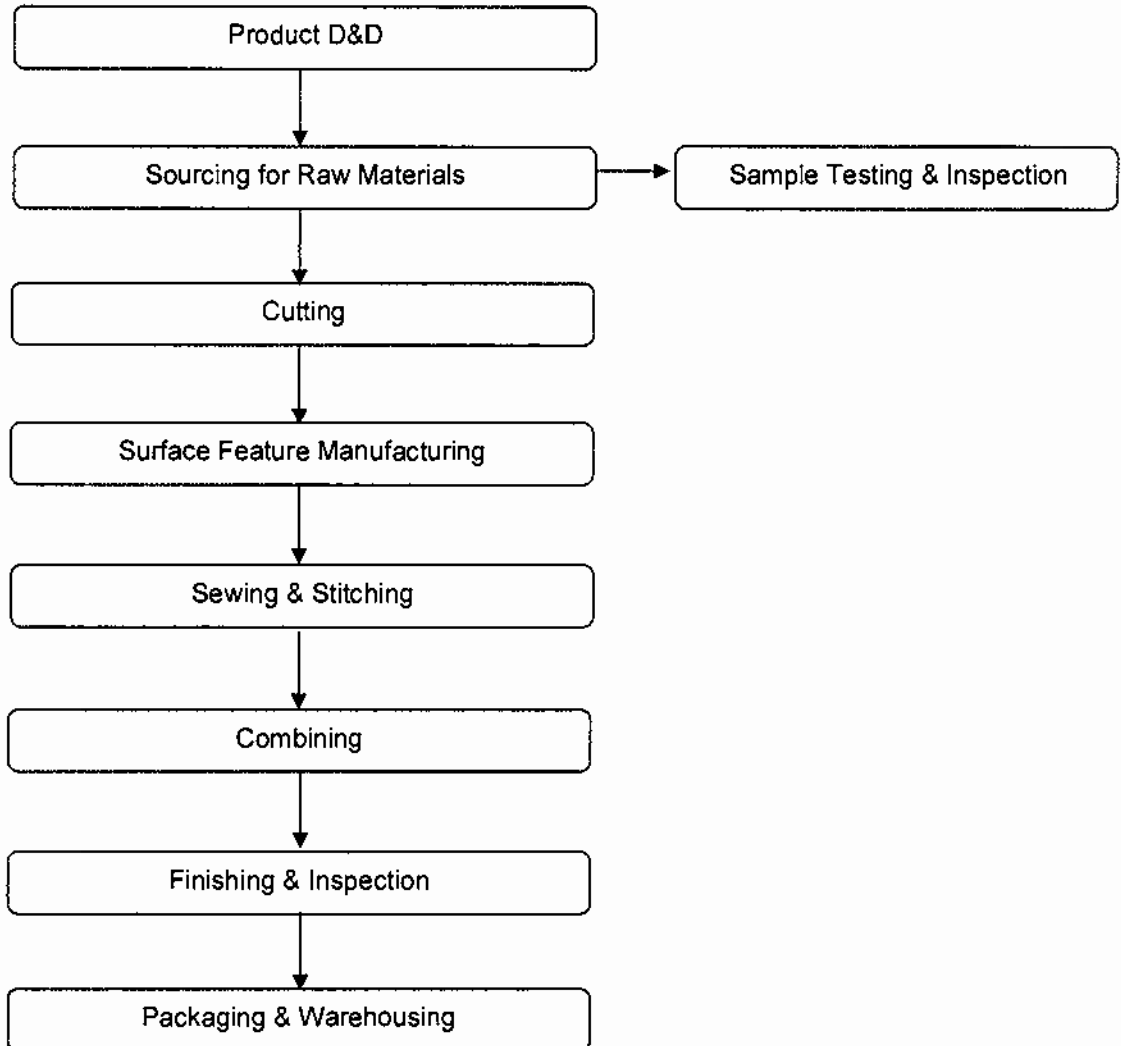 Product D&D
Sourcing for Raw Materials
Sample Testing & Inspection
Cutting
Surface Feature Manufacturing
Sewing & Stitching
Combining
Finishing & Inspection
Packaging & Warehousing